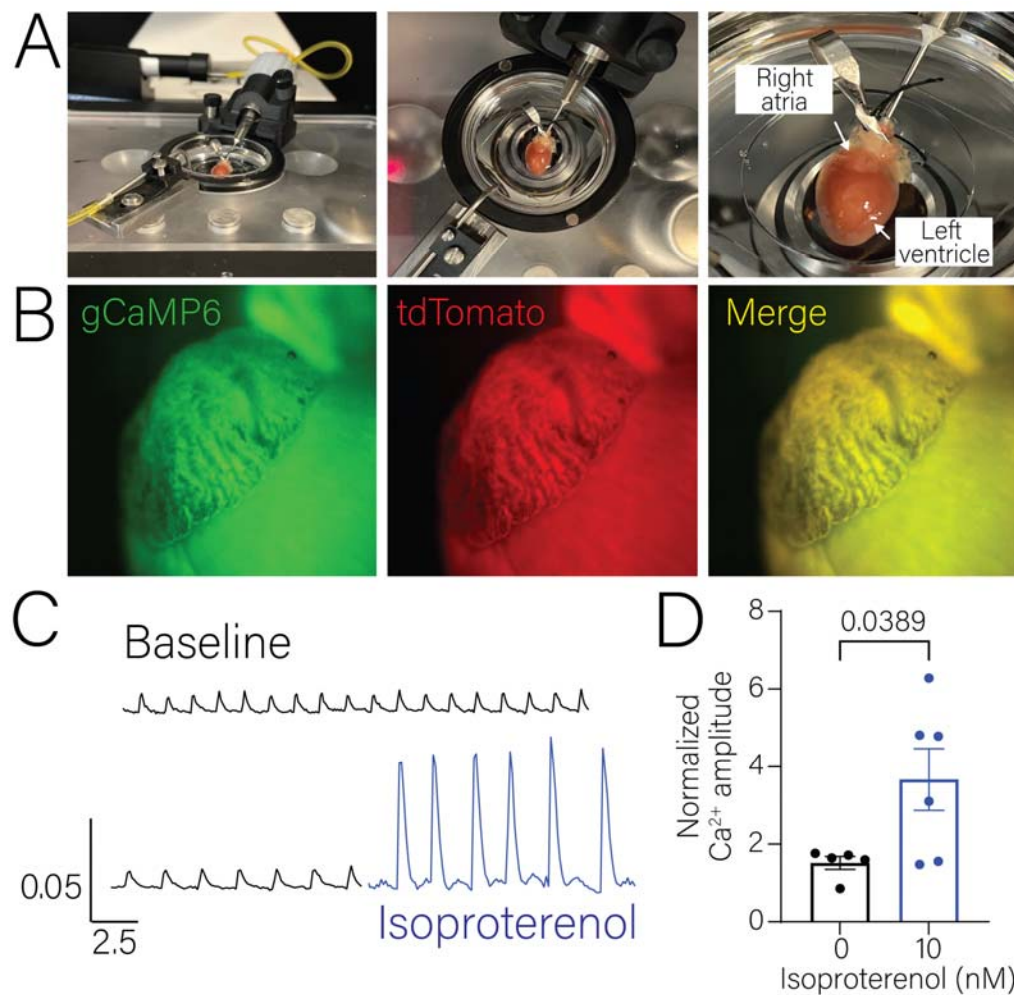 A
Right
atria
Left
ventricle
B
gCaMP6
tdTomato
Merge
C
Baseline
0.05
2.5
Isoproterenol
D
8
6
4
2
0
0.0389
Normalized
Ca²⁺ amplitude
0
10
Isoproterenol (nM)